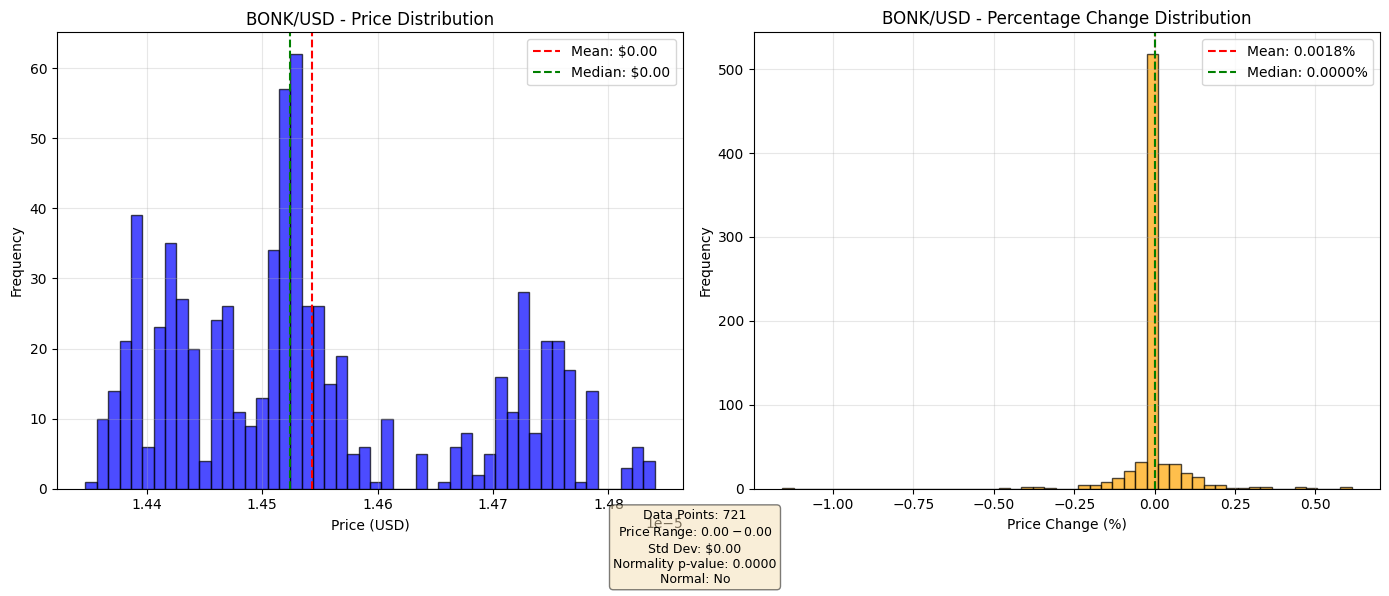 BONK/USD - Price Distribution
Mean: $0.00
Median: $0.00
Frequency
60
50
40
30
20
10
0
1.44
1.45
1.46
1.47
1.48
1e−5
Price (USD)
BONK/USD - Percentage Change Distribution
Mean: 0.0018%
Median: 0.0000%
Frequency
500
400
300
200
100
0
−1.00
−0.75
−0.50
−0.25
0.00
0.25
0.50
Price Change (%)
Data Points: 721
Price Range: 0.00 − 0.00
Std Dev: $0.00
Normality p-value: 0.0000
Normal: No